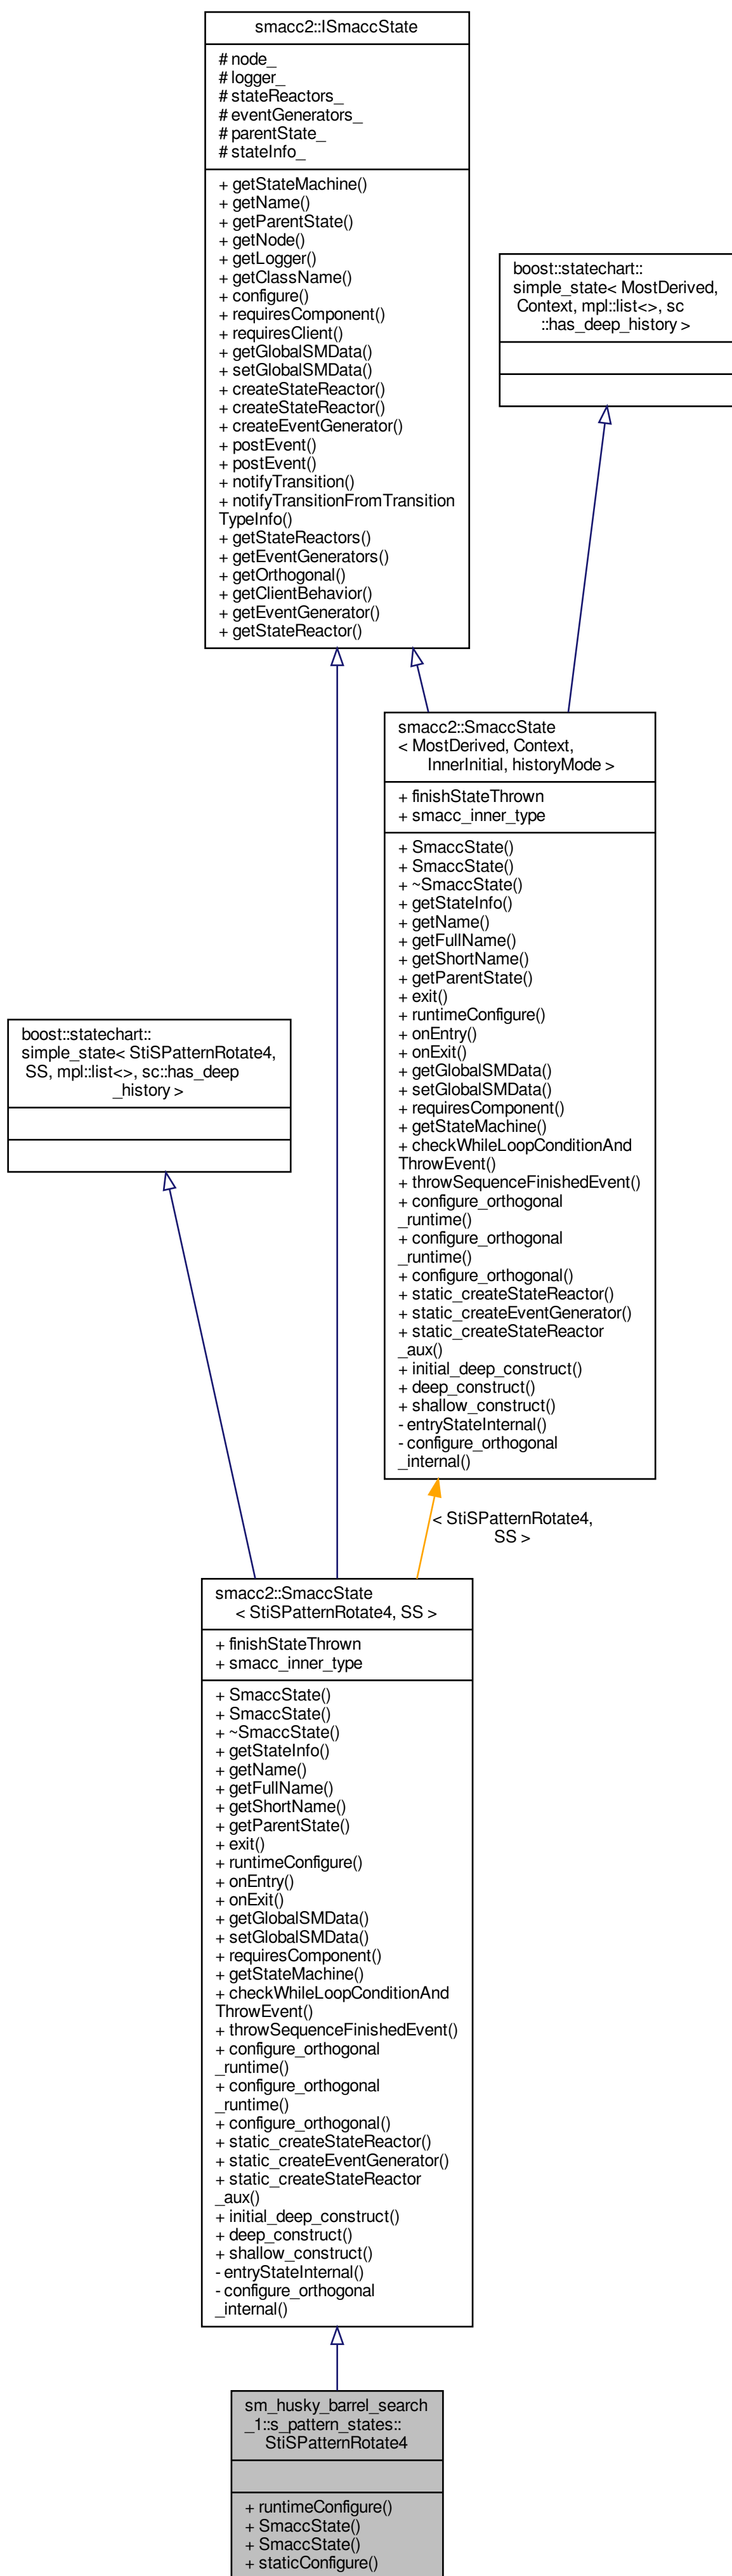 smacc2::ISmaccState
# node_
# logger_
# stateReactors_
# eventGenerators_
# parentState_
# stateInfo_
+ getStateMachine()
+ getName()
+ getParentState()
+ getNode()
+ getLogger()
+ getClassName()
+ configure()
+ requiresComponent()
+ requiresClient()
+ getGlobalSMData()
+ setGlobalSMData()
+ createStateReactor()
+ createStateReactor()
+ createEventGenerator()
+ postEvent()
+ postEvent()
+ notifyTransition()
+ notifyTransitionFromTransition
TypeInfo()
+ getStateReactors()
+ getEventGenerators()
+ getOrthogonal()
+ getClientBehavior()
+ getEventGenerator()
+ getStateReactor()
boost::statechart::
simple_state< MostDerived,
Context, mpl::list<>, sc
::has_deep_history >
smacc2::SmaccState
< MostDerived, Context,
InnerInitial, historyMode >
+ finishStateThrown
+ smacc_inner_type
+ SmaccState()
+ SmaccState()
+ ~SmaccState()
+ getStateInfo()
+ getName()
+ getFullName()
+ getShortName()
+ getParentState()
+ exit()
+ runtimeConfigure()
+ onEntry()
+ onExit()
+ getGlobalSMData()
+ setGlobalSMData()
+ requiresComponent()
+ getStateMachine()
+ checkWhileLoopConditionAnd
ThrowEvent()
+ throwSequenceFinishedEvent()
+ configure_orthogonal
_runtime()
+ configure_orthogonal
_runtime()
+ configure_orthogonal()
+ static_createStateReactor()
+ static_createEventGenerator()
+ static_createStateReactor
_aux()
+ initial_deep_construct()
+ deep_construct()
+ shallow_construct()
- entryStateInternal()
- configure_orthogonal
_internal()
boost::statechart::
simple_state< StiSPatternRotate4,
SS, mpl::list<>, sc::has_deep
_history >
< StiSPatternRotate4,
SS >
smacc2::SmaccState
< StiSPatternRotate4, SS >
+ finishStateThrown
+ smacc_inner_type
+ SmaccState()
+ SmaccState()
+ ~SmaccState()
+ getStateInfo()
+ getName()
+ getFullName()
+ getShortName()
+ getParentState()
+ exit()
+ runtimeConfigure()
+ onEntry()
+ onExit()
+ getGlobalSMData()
+ setGlobalSMData()
+ requiresComponent()
+ getStateMachine()
+ checkWhileLoopConditionAnd
ThrowEvent()
+ throwSequenceFinishedEvent()
+ configure_orthogonal
_runtime()
+ configure_orthogonal
_runtime()
+ configure_orthogonal()
+ static_createStateReactor()
+ static_createEventGenerator()
+ static_createStateReactor
_aux()
+ initial_deep_construct()
+ deep_construct()
+ shallow_construct()
- entryStateInternal()
- configure_orthogonal
_internal()
sm_husky_barrel_search
_1::s_pattern_states::
StiSPatternRotate4
+ runtimeConfigure()
+ SmaccState()
+ SmaccState()
+ staticConfigure()